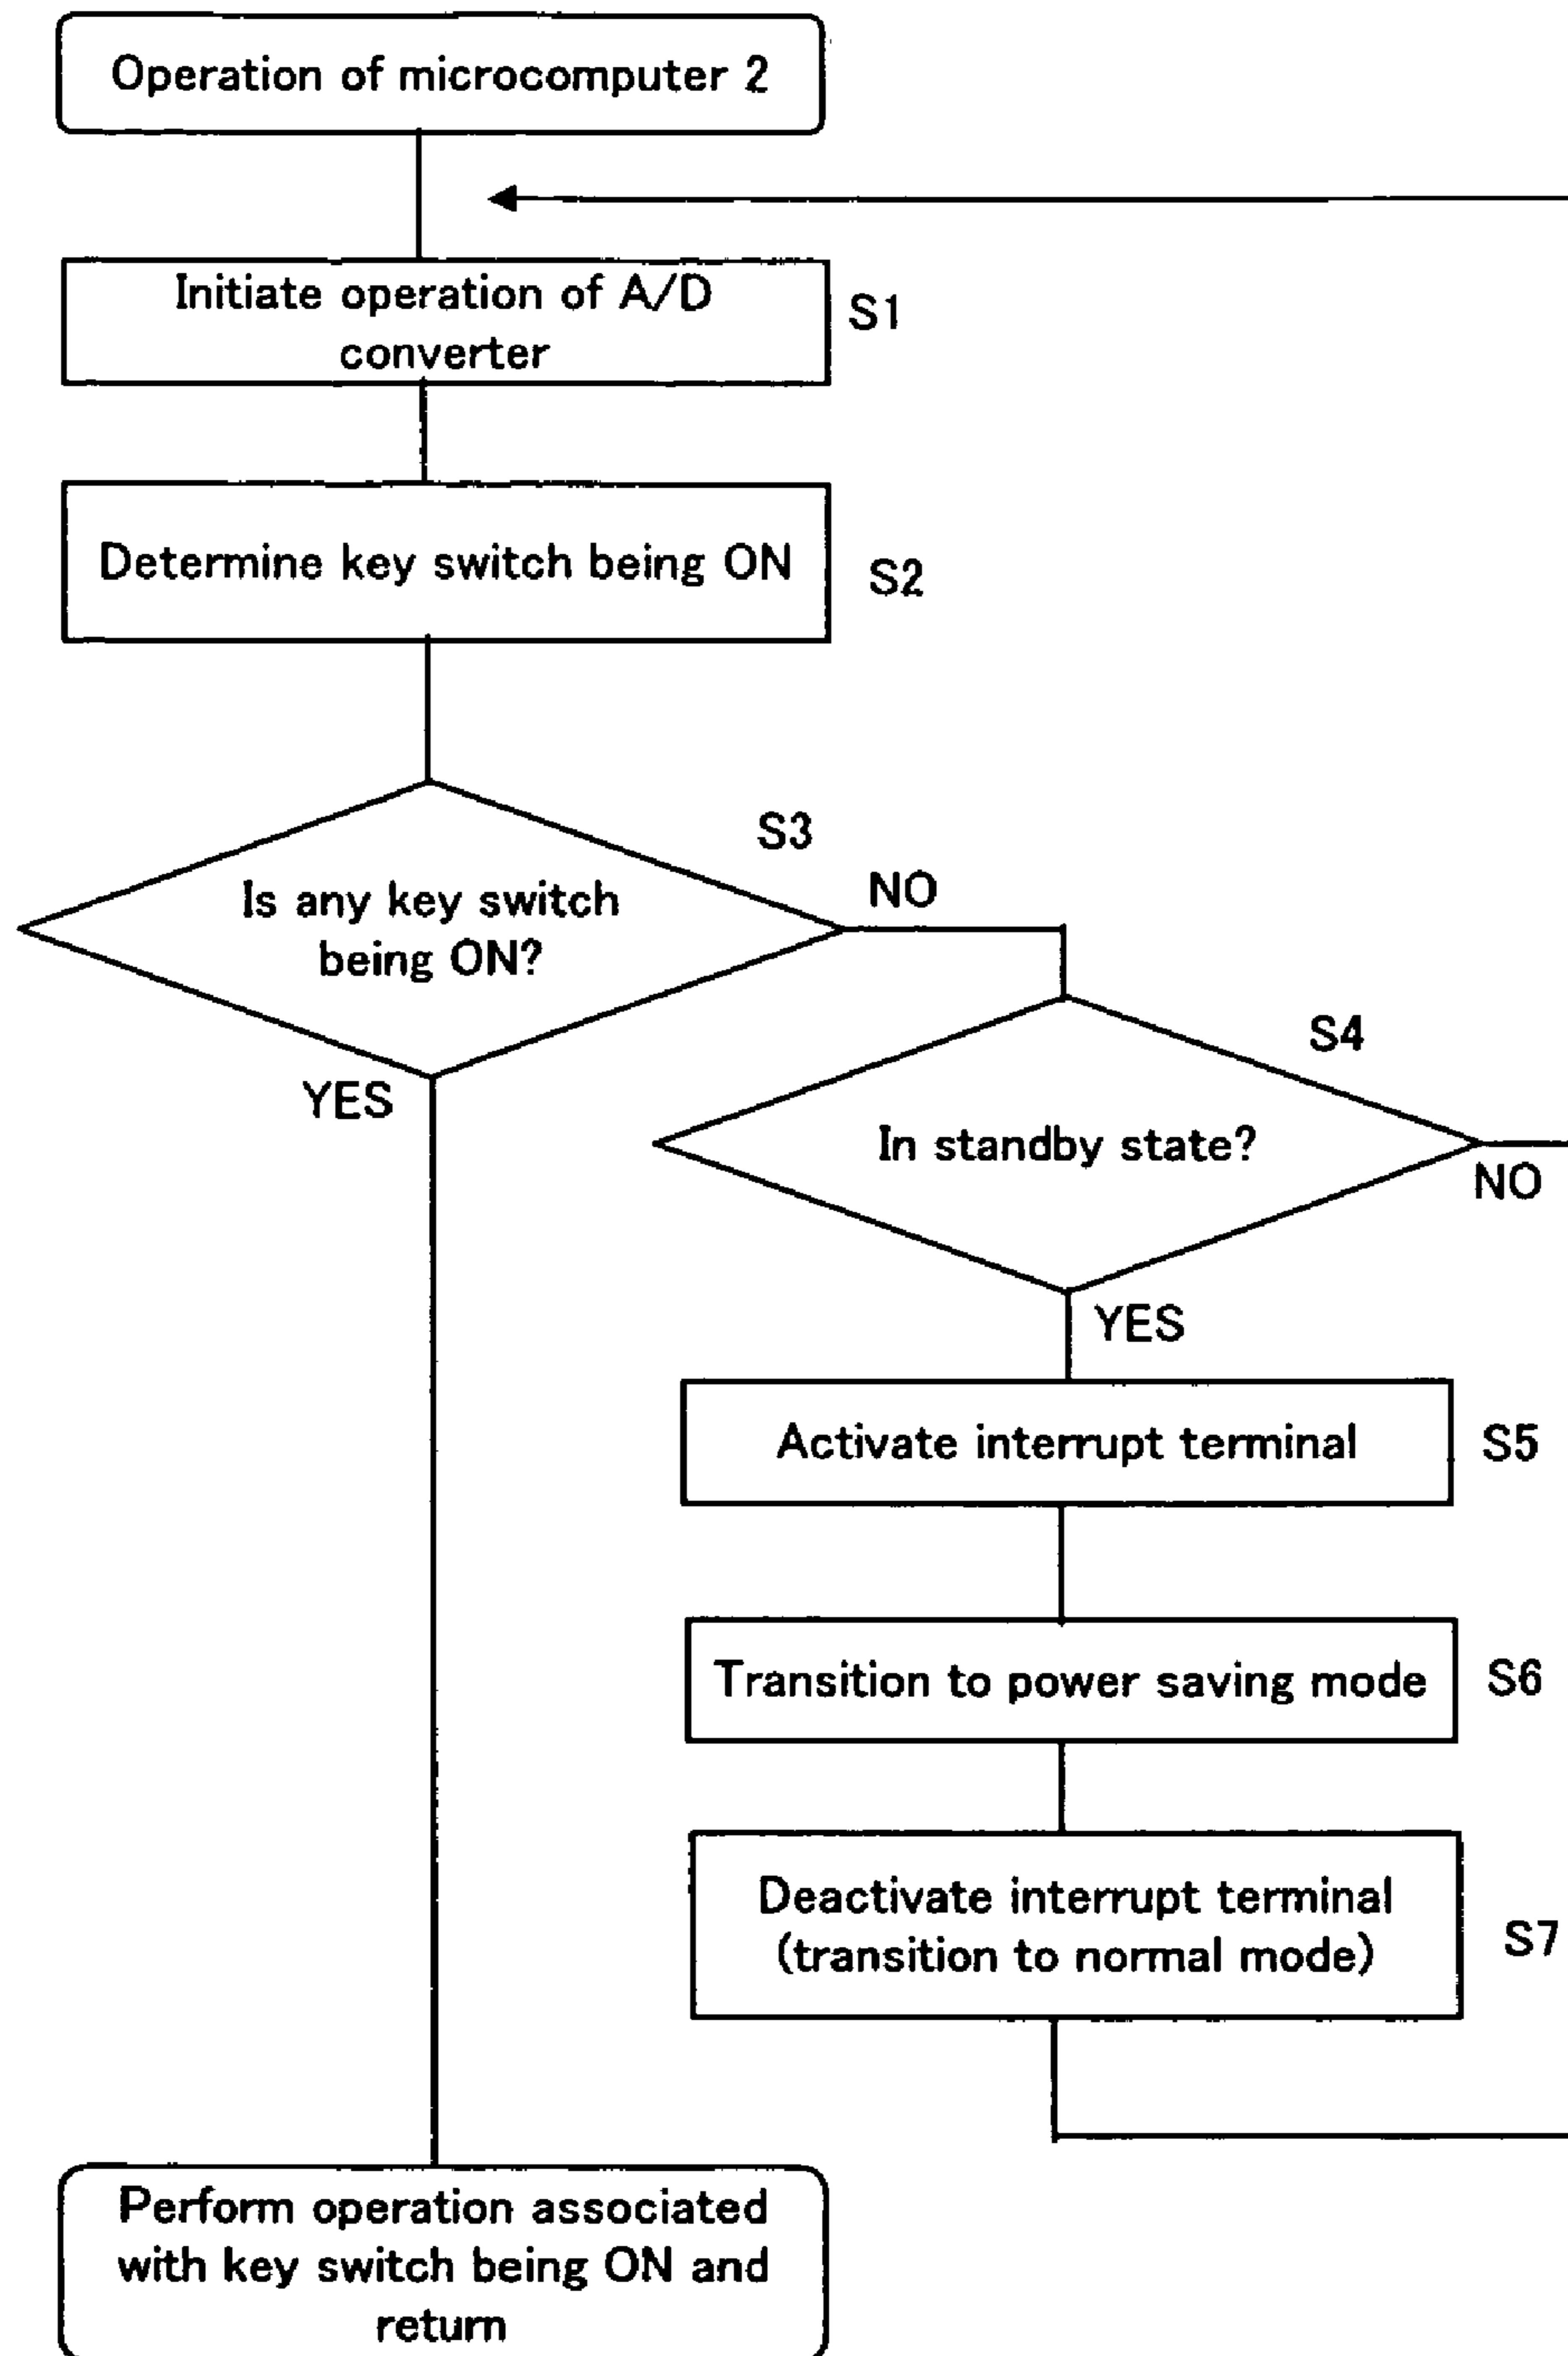 Operation of microcomputer 2
Initiate operation of A/D
converter
S1
Determine key switch being ON
S2
S3
Is any key switch
being ON?
NO
YES
S4
In standby state?
NO
YES
Activate interrupt terminal
S5
Transition to power saving mode
S6
Deactivate interrupt terminal
(transition to normal mode)
S7
Perform operation associated
with key switch being ON and
return